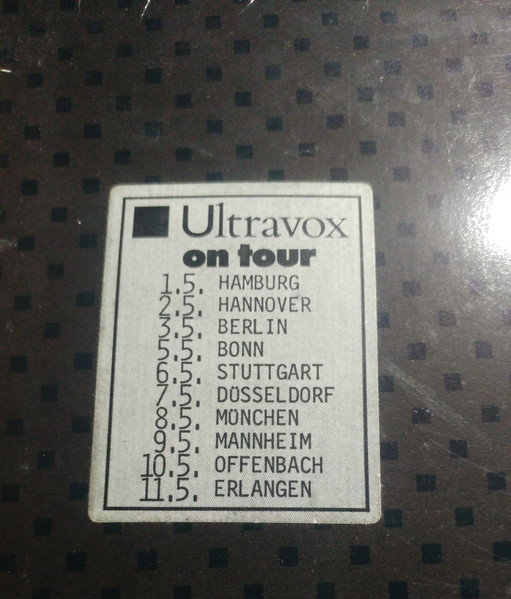 Ultravox
on tour
1.5. HAMBURG
2.5. HANNOVER
3.5. BERLIN
5.5. BONN
6.5. STUTTGART
7.5. DÜSSELDORF
8.5. MÜNCHEN
9.5. MANNHEIM
10.5. OFFENBACH
11.5. ERLANGEN